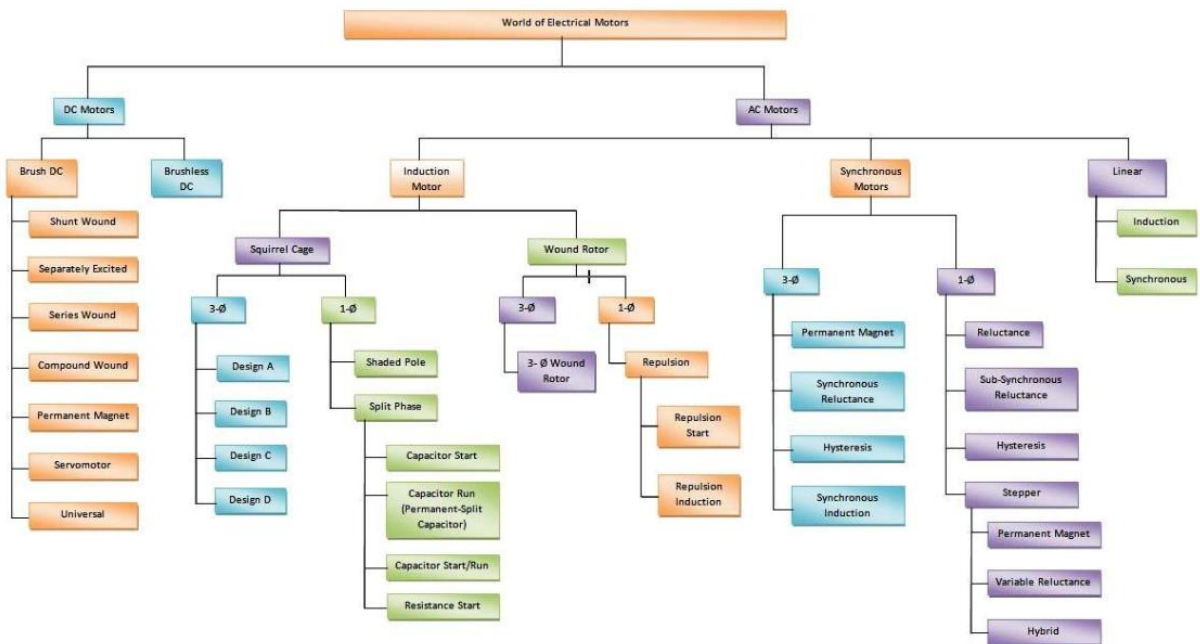 World of Electrical Motors
DC Motors
AC Motors
Brush DC
Brushless
DC
Induction
Motor
Synchronous
Motors
Linear
Shunt Wound
Separately Excited
Series Wound
Compound Wound
Permanent Magnet
Servomotor
Universal
Squirrel Cage
Wound Rotor
3-Ø
1-Ø
3-Ø
1-Ø
Design A
Design B
Design C
Design D
Shaded Pole
Split Phase
Capacitor Start
Capacitor Run
(Permanent-Split
Capacitor)
Capacitor Start/Run
Resistance Start
3- Ø Wound
Rotor
Repulsion
Repulsion
Start
Repulsion
Induction
3-Ø
1-Ø
Permanent Magnet
Synchronous
Reluctance
Hysteresis
Synchronous
Induction
Reluctance
Sub-Synchronous
Reluctance
Hysteresis
Stepper
Permanent Magnet
Variable Reluctance
Hybrid
Induction
Synchronous